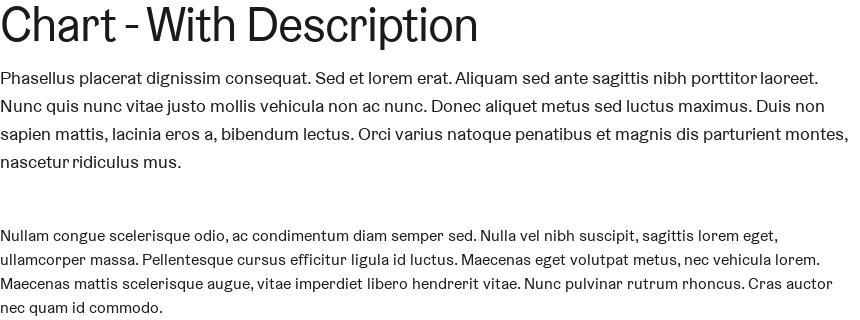 Chart - With Description
Phasellus placerat dignissim consequat. Sed et lorem erat. Aliquam sed ante sagittis nibh porttitor laoreet.
Nunc quis nunc vitae justo mollis vehicula non ac nunc. Donec aliquet metus sed luctus maximus. Duis non
sapien mattis, lacinia eros a, bibendum lectus. Orci varius natoque penatibus et magnis dis parturient montes,
nascetur ridiculus mus.
Nullam congue scelerisque odio, ac condimentum diam semper sed. Nulla vel nibh suscipit, sagittis lorem eget,
ullamcorper massa. Pellentesque cursus efficitur ligula id luctus. Maecenas eget volutpat metus, nec vehicula lorem.
Maecenas mattis scelerisque augue, vitae imperdiet libero hendrerit vitae. Nunc pulvinar rutrum rhoncus. Cras auctor
nec quam id commodo.